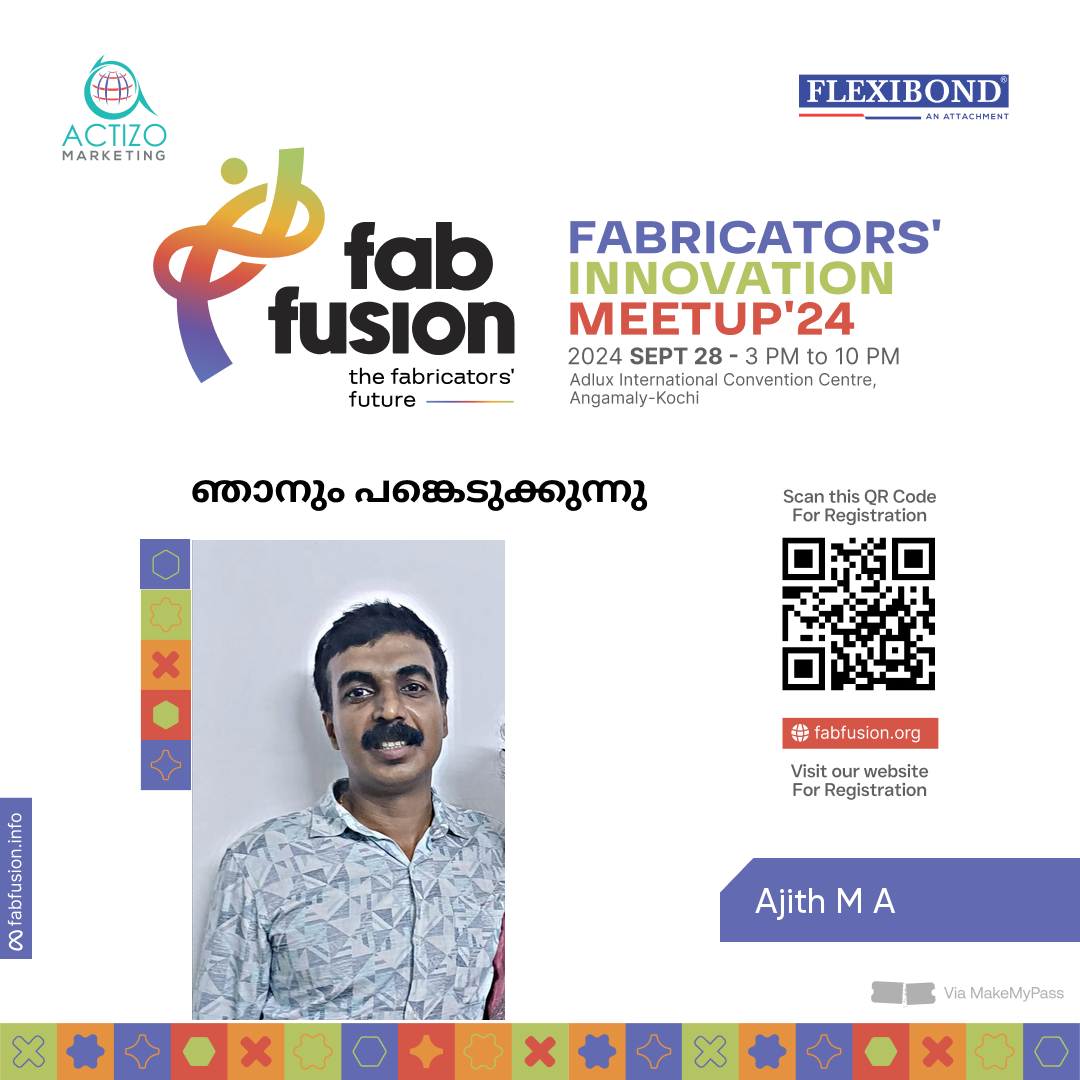 ACTIZO
MARKETING
FLEXIBOND®
AN ATTACHMENT
fab
fusion
the fabricators'
future
FABRICATORS'
INNOVATION
MEETUP'24
2024 SEPT 28 - 3 PM to 10 PM
Adlux International Convention Centre,
Angamaly-Kochi
ഞാനും പങ്കെടുക്കുന്നു
Scan this QR Code
For Registration
fabfusion.org
Visit our website
For Registration
fabfusion.info
Ajith M A
Via MakeMyPass